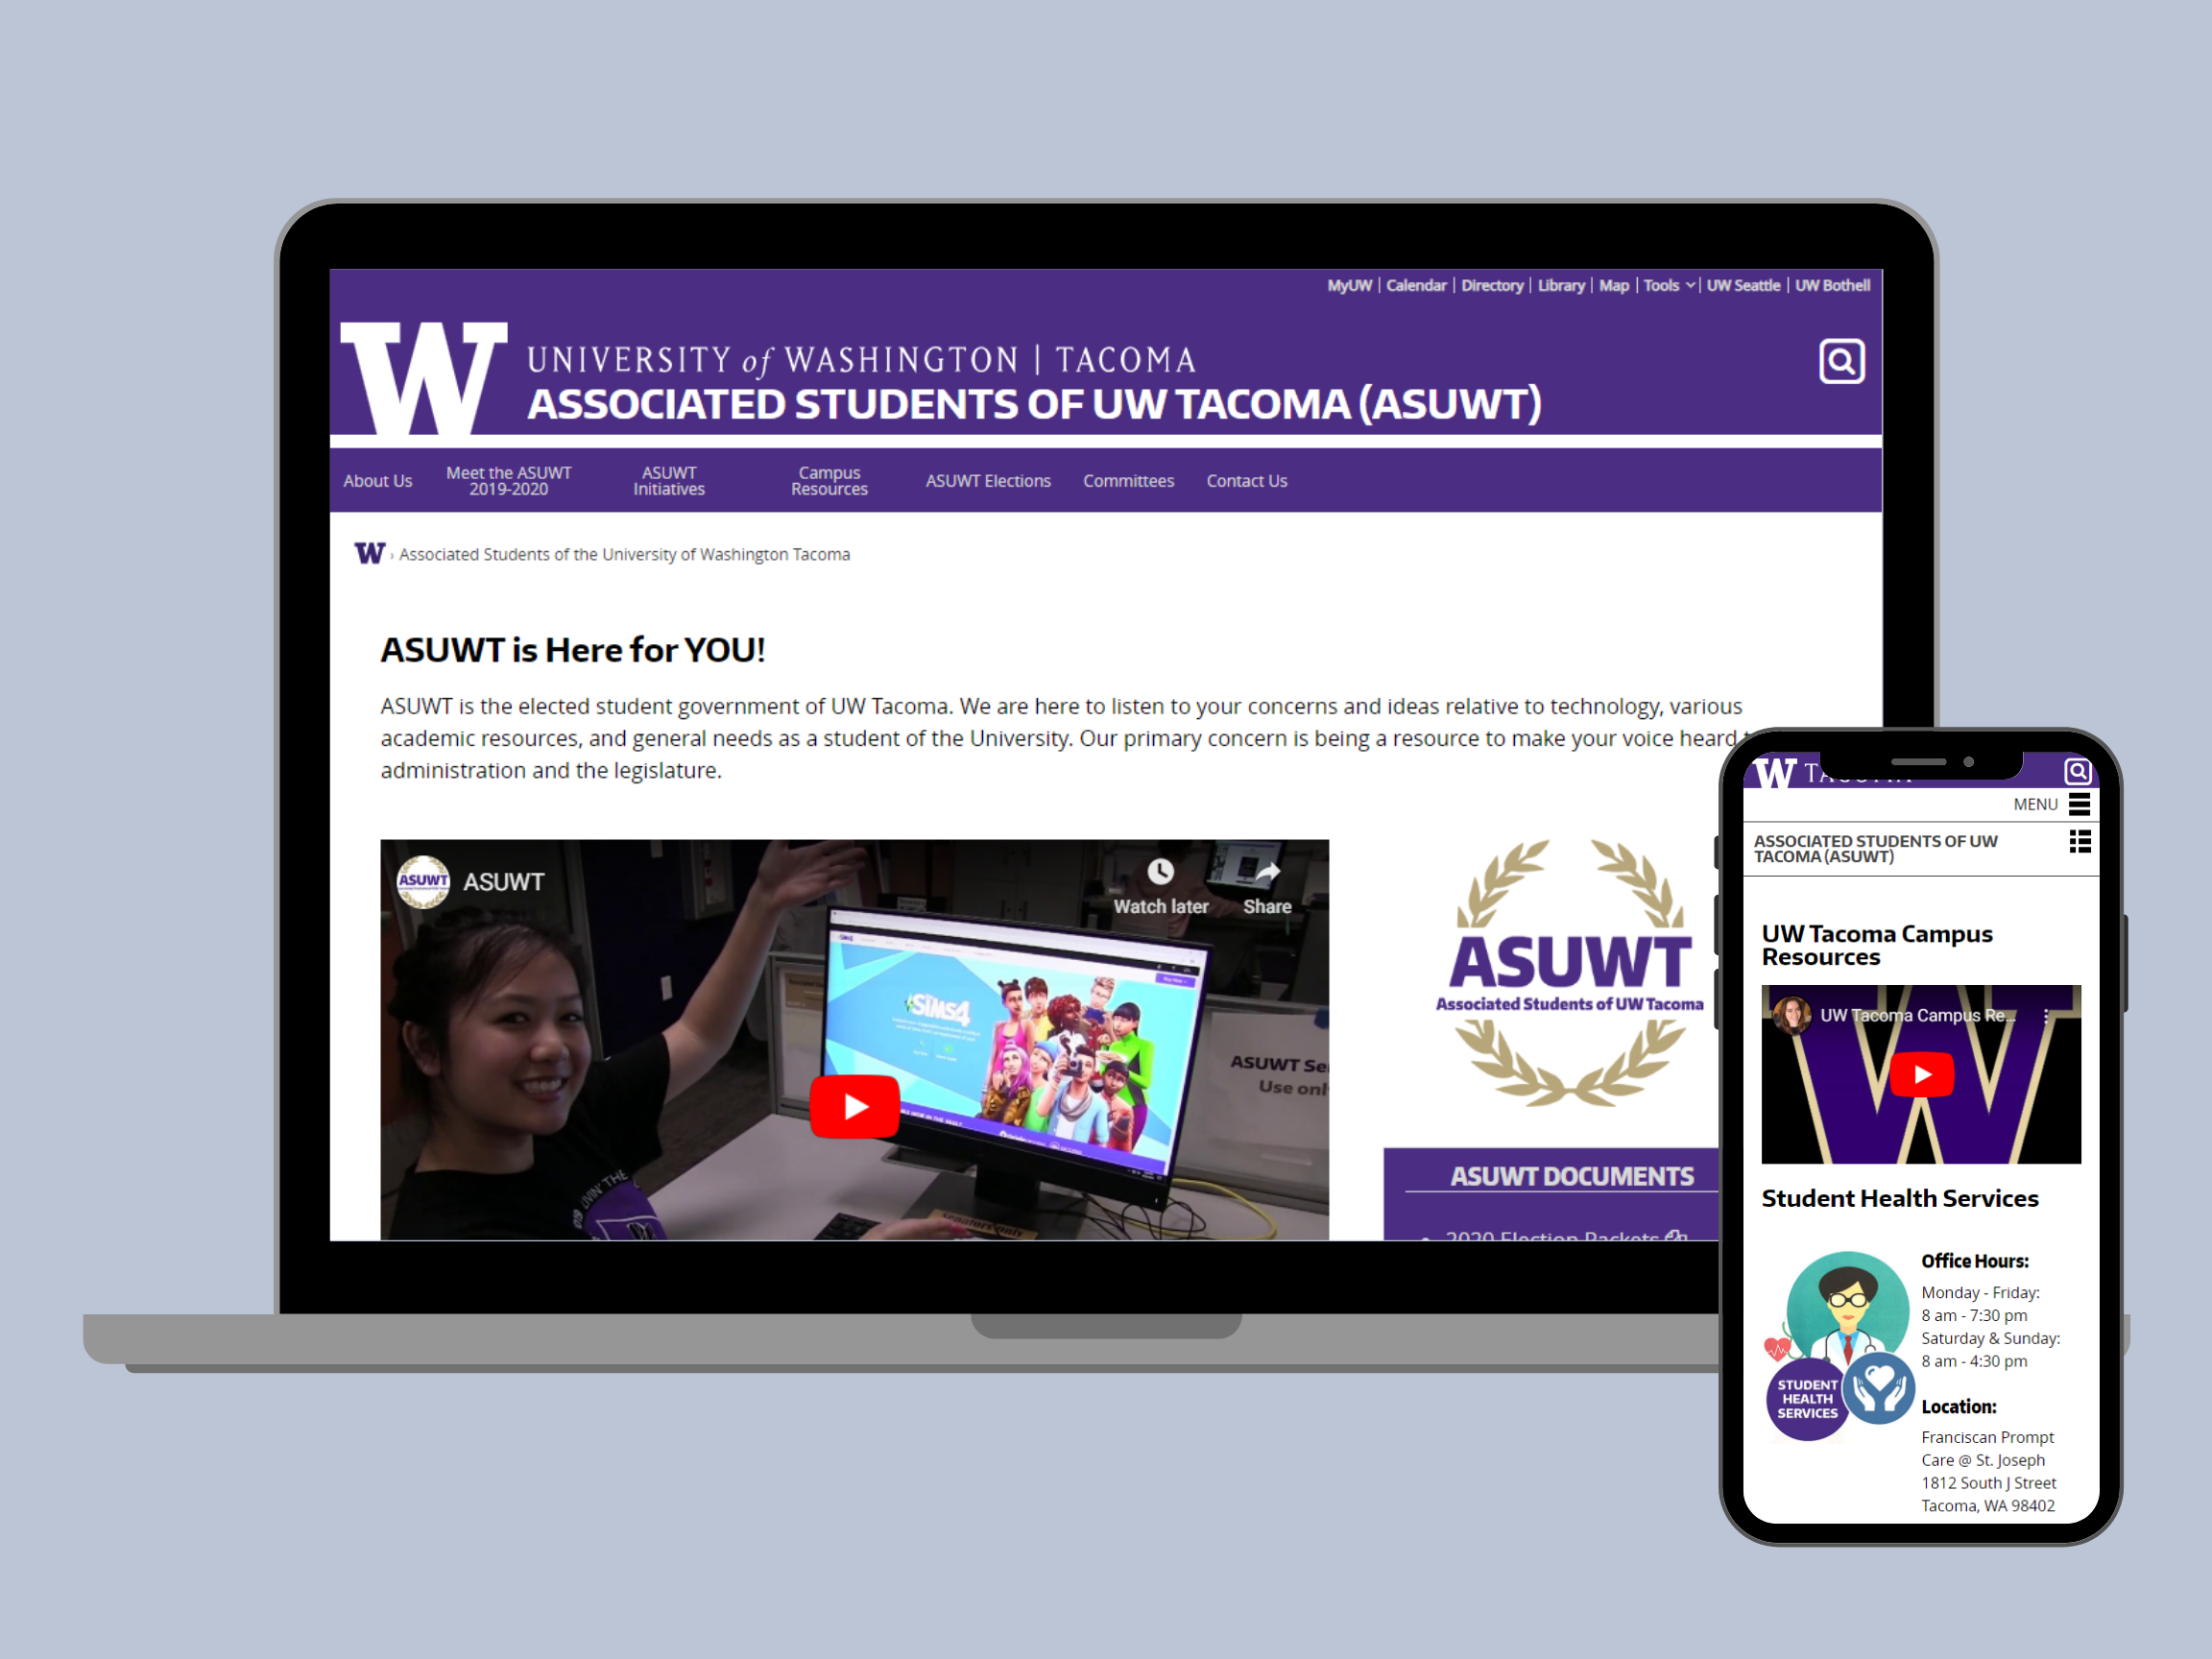 MyUW | Calendar | Directory | Library | Map | Tools | UW Seattle | UW Bothell
W
UNIVERSITY of WASHINGTON | TACOMA
ASSOCIATED STUDENTS OF UW TACOMA (ASUWT)
About Us
Meet the ASUWT
2019-2020
ASUWT
Initiatives
Campus
Resources
ASUWT Elections
Committees
Contact Us
W › Associated Students of the University of Washington Tacoma
ASUWT is Here for YOU!
ASUWT is the elected student government of UW Tacoma. We are here to listen to your concerns and ideas relative to technology, various
academic resources, and general needs as a student of the University. Our primary concern is being a resource to make your voice heard
administration and the legislature.
ASUWT
ASUWT
Watch later
Share
SiMS4
ASUWT Se
Use onl
LIVIN' THE
Senators only
ASUWT
Associated Students of UW Tacoma
ASUWT DOCUMENTS
2020 Election Packets
W
MENU
ASSOCIATED STUDENTS OF UW
TACOMA (ASUWT)
UW Tacoma Campus
Resources
UW Tacoma Campus Re...
W
Student Health Services
STUDENT
HEALTH
SERVICES
Office Hours:
Monday - Friday:
8 am - 7:30 pm
Saturday & Sunday:
8 am - 4:30 pm
Location:
Franciscan Prompt
Care @ St. Joseph
1812 South J Street
Tacoma, WA 98402